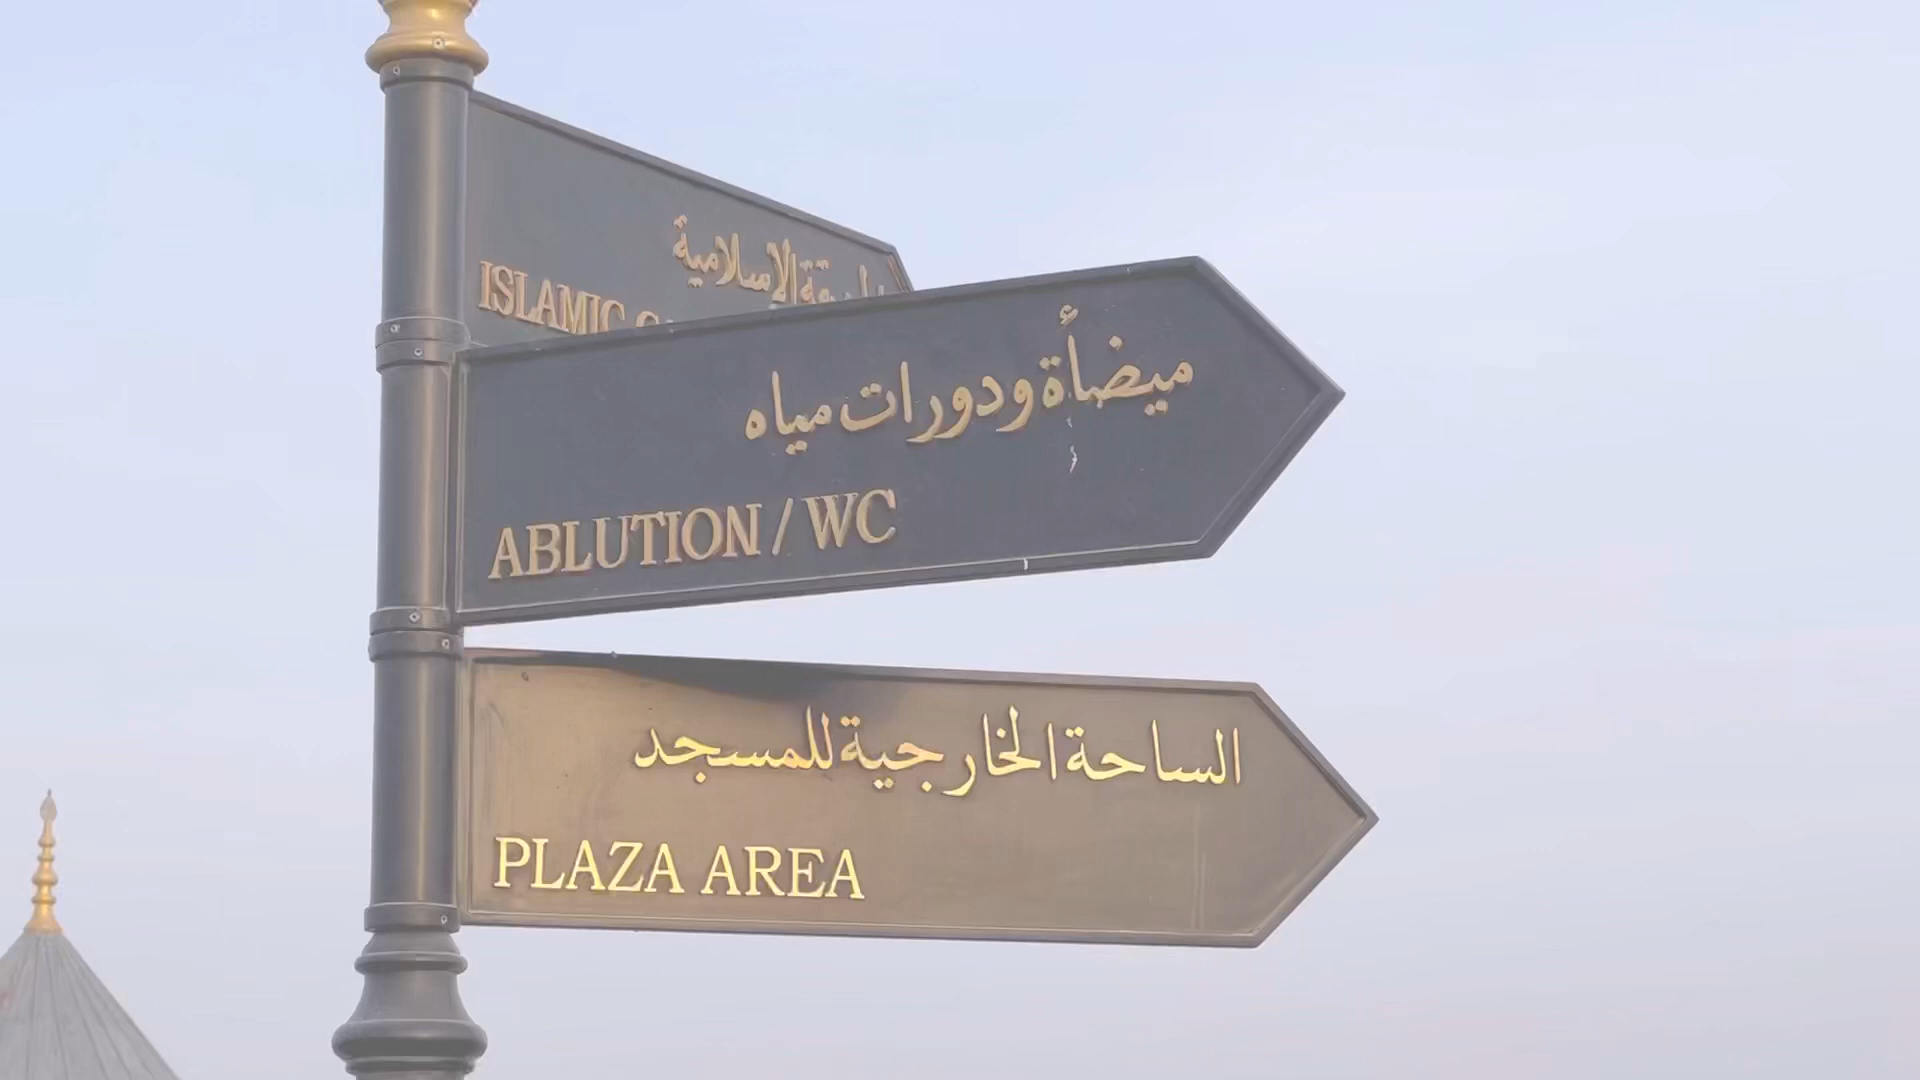 الإسلامية
ISLAMIC
ميضأة ودورات مياه
ABLUTION / WC
الساحة الخارجية للمسجد
PLAZA AREA